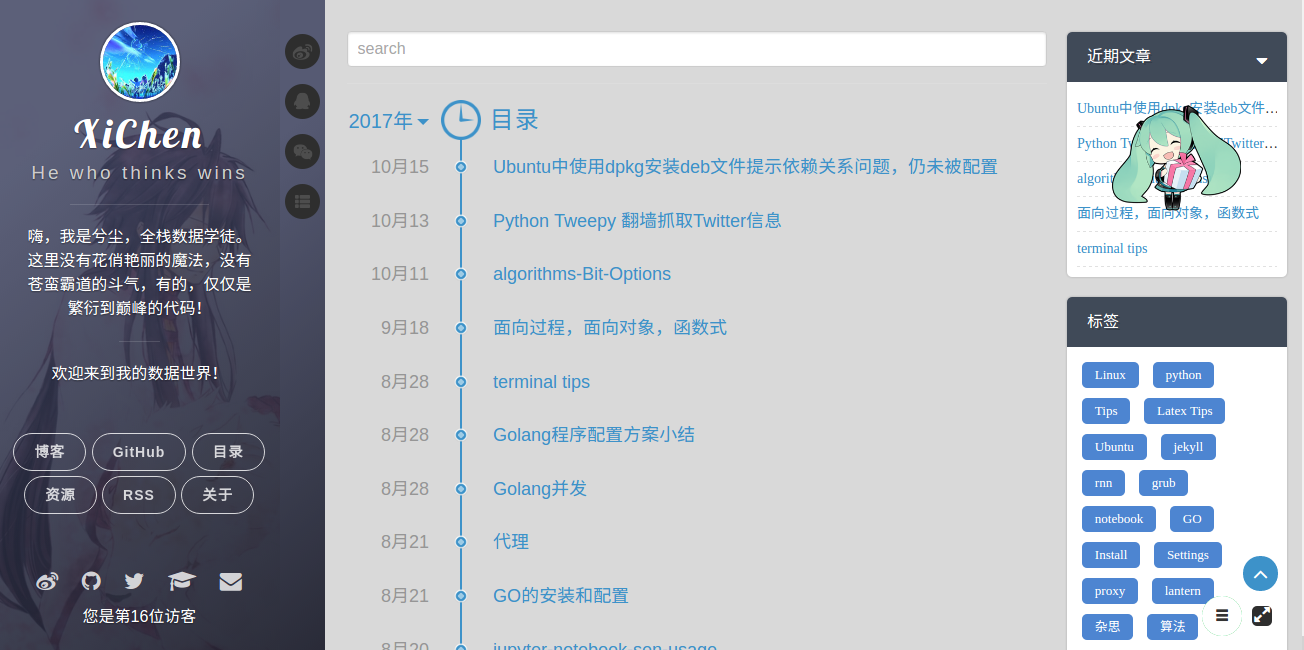 XiChen
He who thinks wins
嗨，我是兮尘，全栈数据学徒。
这里没有花俏艳丽的魔法，没有
苍蛮霸道的斗气，有的，仅仅是
繁衍到巅峰的代码！
欢迎来到我的数据世界！
博客
GitHub
目录
资源
RSS
关于
您是第16位访客
search
2017年
目录
10月15 Ubuntu中使用dpkg安装deb文件提示依赖关系问题，仍未被配置
10月13 Python Tweepy 翻墙抓取Twitter信息
10月11 algorithms-Bit-Options
9月18 面向过程，面向对象，函数式
8月28 terminal tips
8月28 Golang程序配置方案小结
8月28 Golang并发
8月21 代理
8月21 GO的安装和配置
8月20 jupyter-notebook-scp-usage
近期文章
Ubuntu中使用dpkg安装deb文件…
Python Twitter…
面向过程，面向对象，函数式
terminal tips
标签
Linux python
Tips Latex Tips
Ubuntu jekyll
rnn grub
notebook GO
Install Settings
proxy lantern
杂思 算法